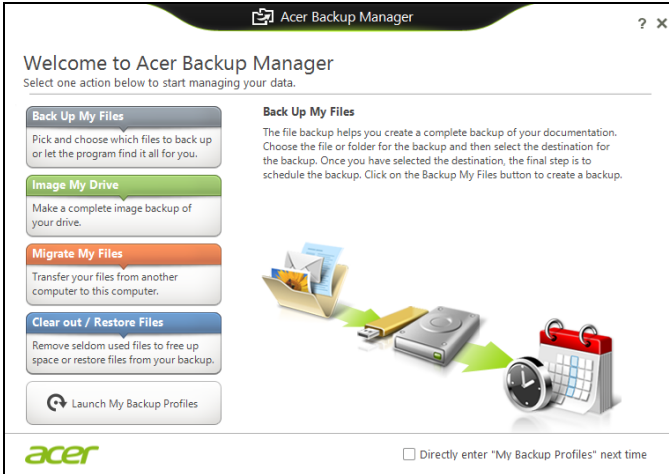 Acer Backup Manager
? X
Welcome to Acer Backup Manager
Select one action below to start managing your data.
Back Up My Files
Pick and choose which files to back up
or let the program find it all for you.
Image My Drive
Make a complete image backup of
your drive.
Migrate My Files
Transfer your files from another
computer to this computer.
Clear out / Restore Files
Remove seldom used files to free up
space or restore files from your backup.
Launch My Backup Profiles
Back Up My Files
The file backup helps you create a complete backup of your documentation.
Choose the file or folder for the backup and then select the destination for
the backup. Once you have selected the destination, the final step is to
schedule the backup. Click on the Backup My Files button to create a backup.
acer
Directly enter "My Backup Profiles" next time